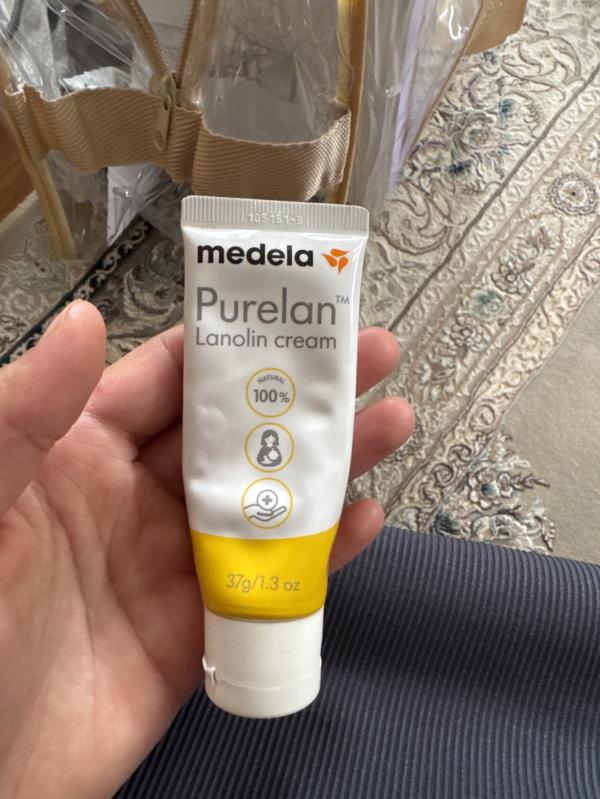 105151-3
medela
Purelan™
Lanolin cream
NATURAL
100%
37g/1.3 oz